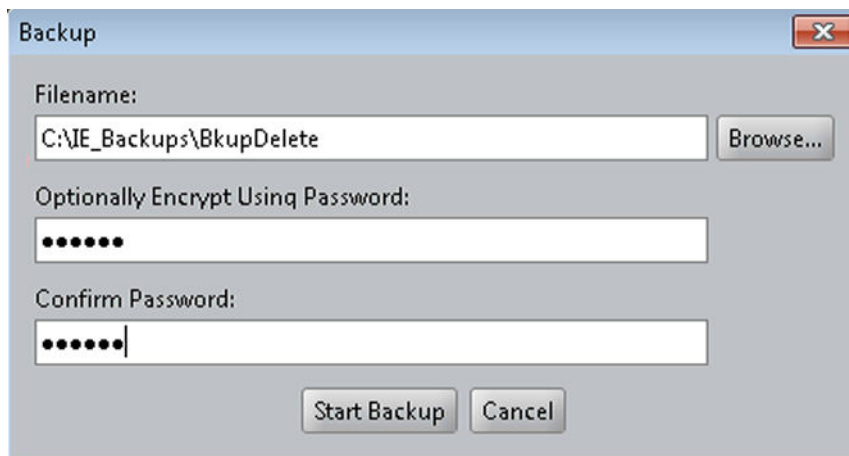 Backup
Filename:
C:\IE_Backups\BkupDelete
Browse...
Optionally Encrypt Using Password:
●●●●●●
Confirm Password:
●●●●●●
Start Backup Cancel